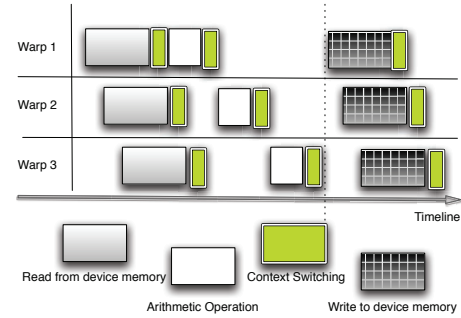 Warp 1
Warp 2
Warp 3
Timeline
Read from device memory
Context Switching
Arithmetic Operation
Write to device memory